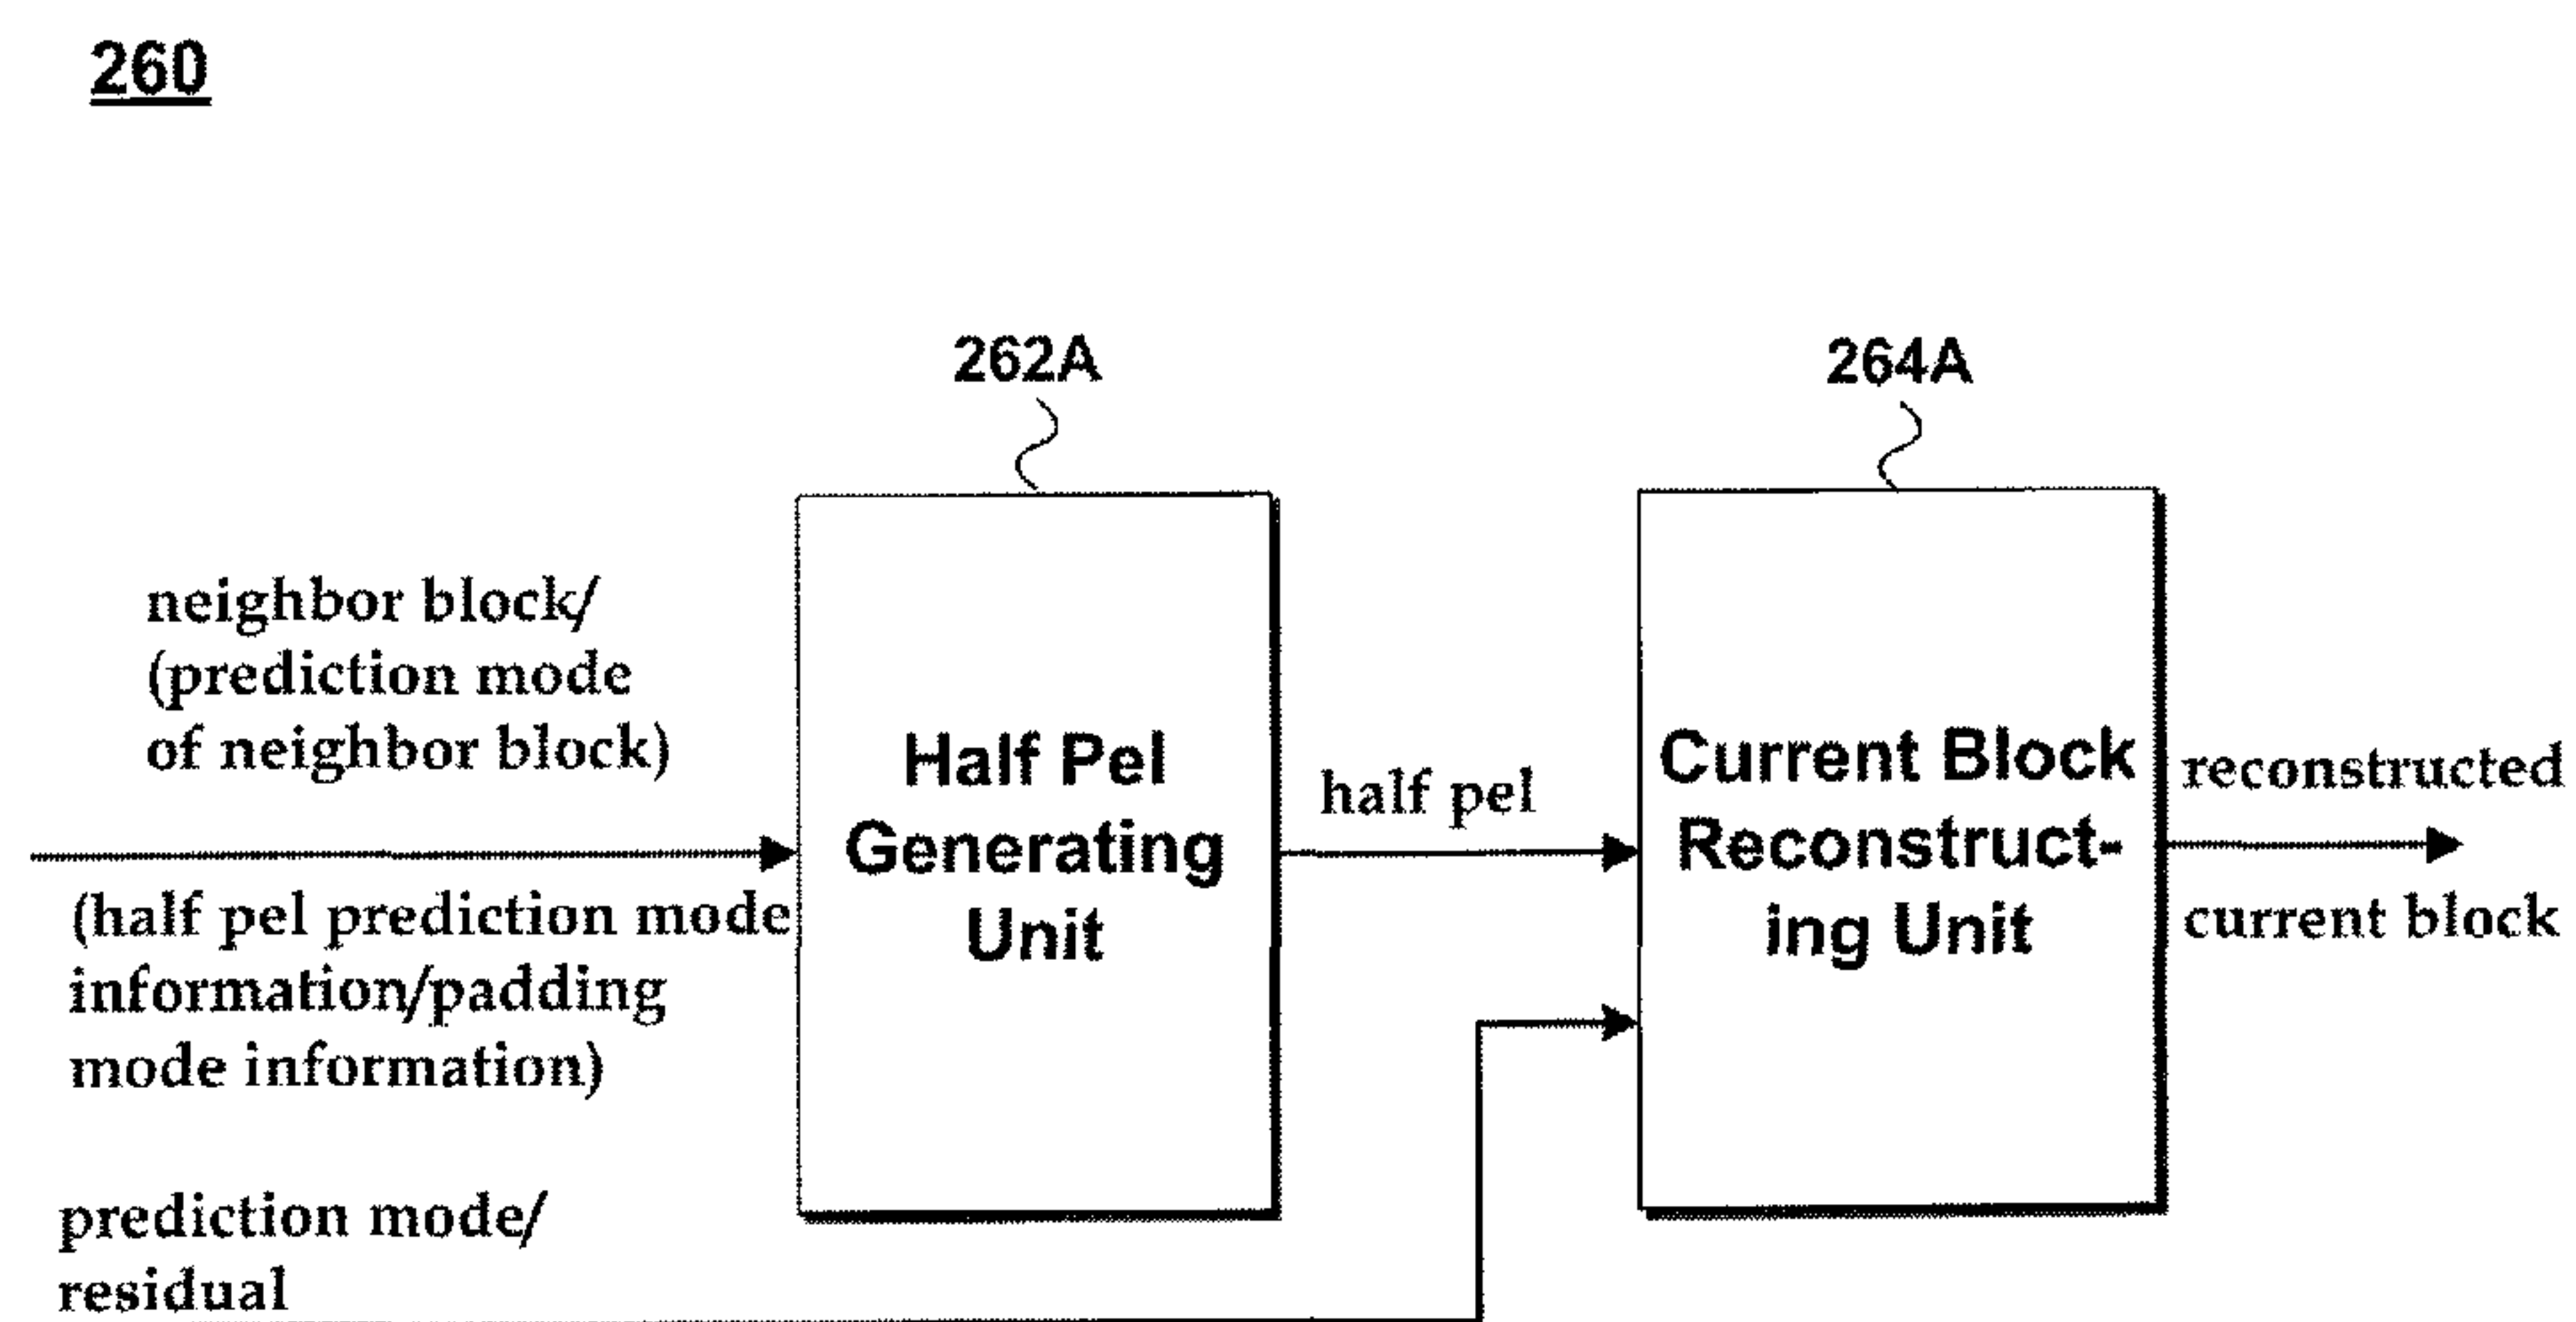 260
262A
264A
neighbor block/
(prediction mode
of neighbor block)
(half pel prediction mode
information/padding
mode information)
prediction mode/
residual
Half Pel
Generating
Unit
half pel
Current Block
Reconstruct-
ing Unit
reconstructed
current block